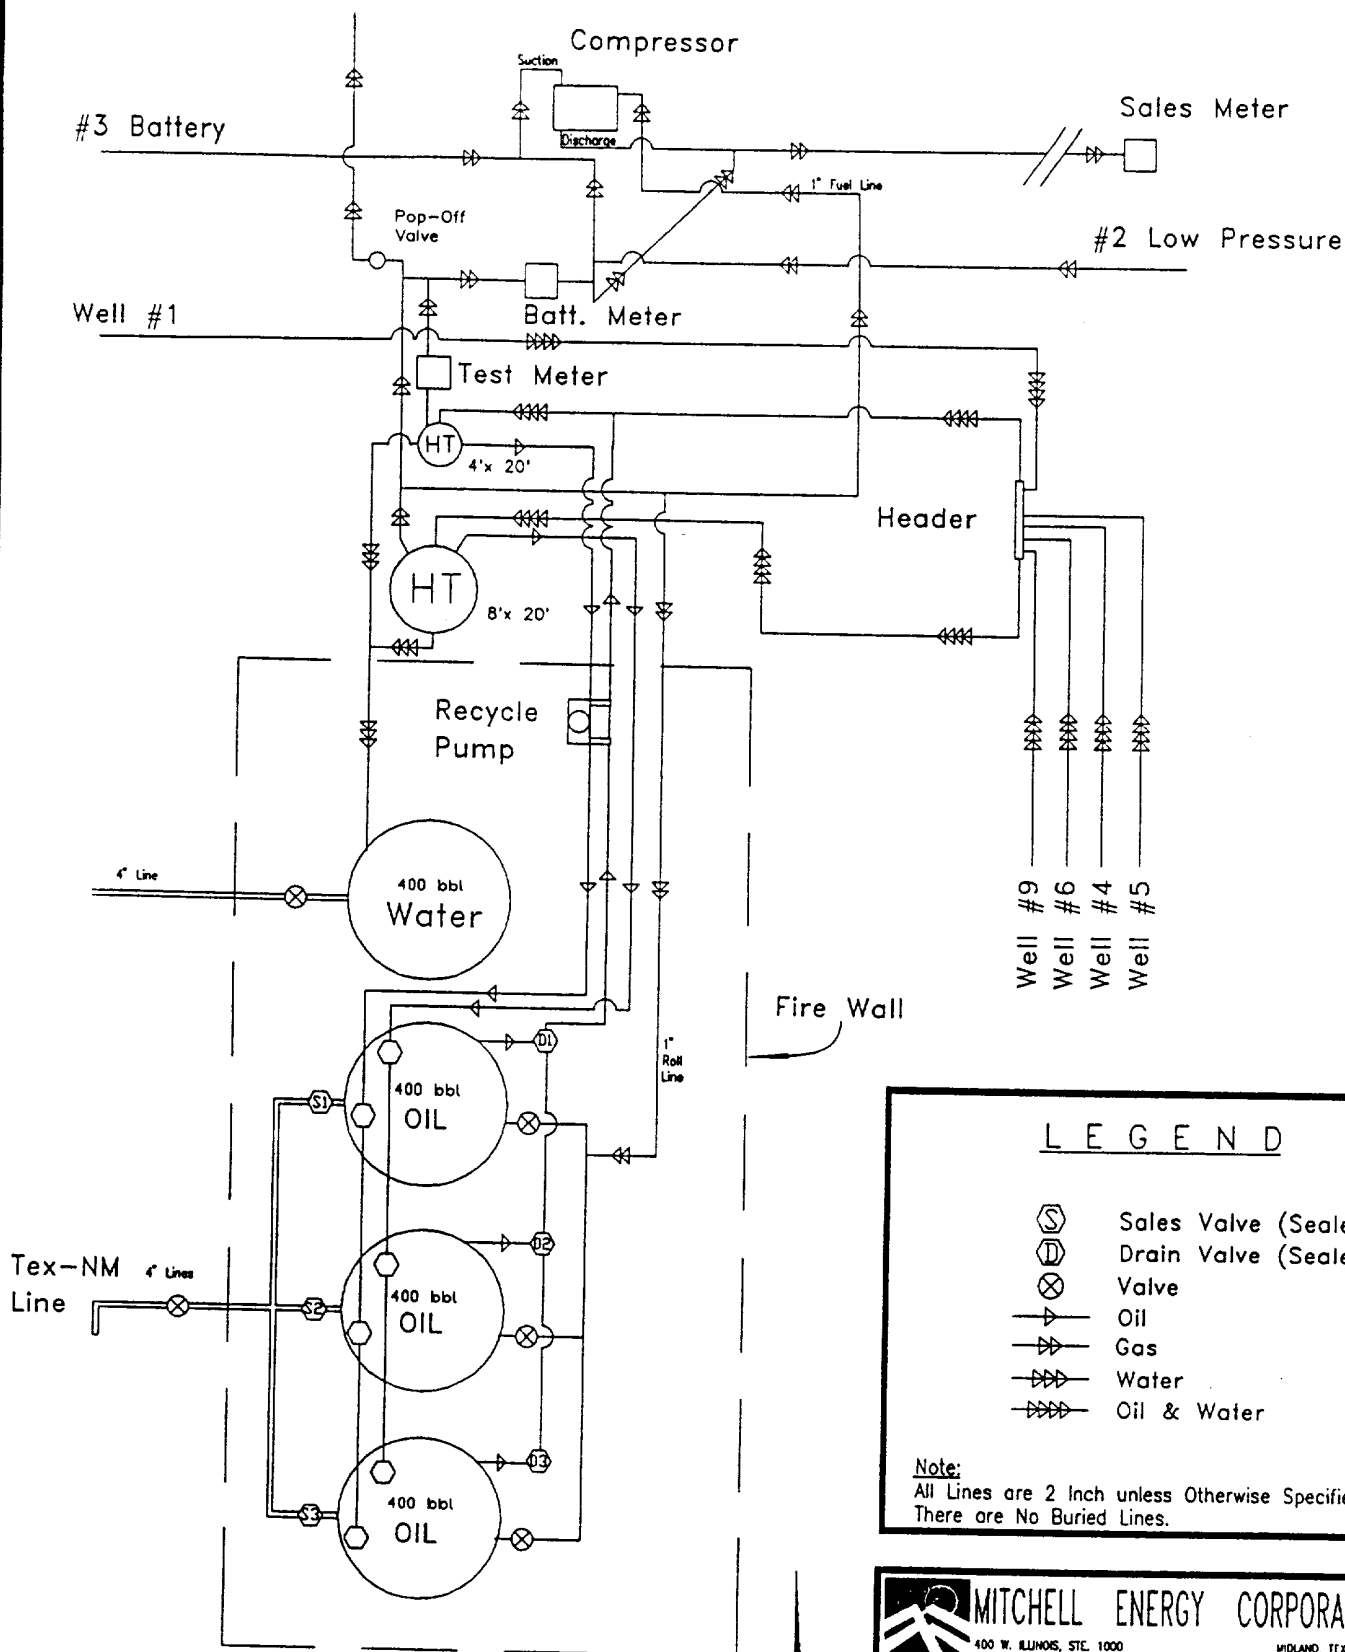 Compressor
Suction
Sales Meter
#3 Battery
Discharge
1" Fuel Line
Pop-Off
Valve
#2 Low Pressure
Well #1
Batt. Meter
Test Meter
HT
4'x 20'
Header
HT
8'x 20'
Recycle
Pump
4" Line
400 bbl
Water
Well #9
Well #6
Well #4
Well #5
Fire Wall
D1
1"
Roll
Line
400 bbl
OIL
S1
L E G E N D
S Sales Valve (Seale
D Drain Valve (Seale
Valve
Oil
Gas
Water
Oil & Water
Tex-NM
Line
4" Lines
D2
400 bbl
OIL
S2
D3
400 bbl
OIL
S3
Note:
All Lines are 2 Inch unless Otherwise Specifie
There are No Buried Lines.
MITCHELL ENERGY CORPORA
400 W. ILLINOIS, STE. 1000
MIDLAND TEX